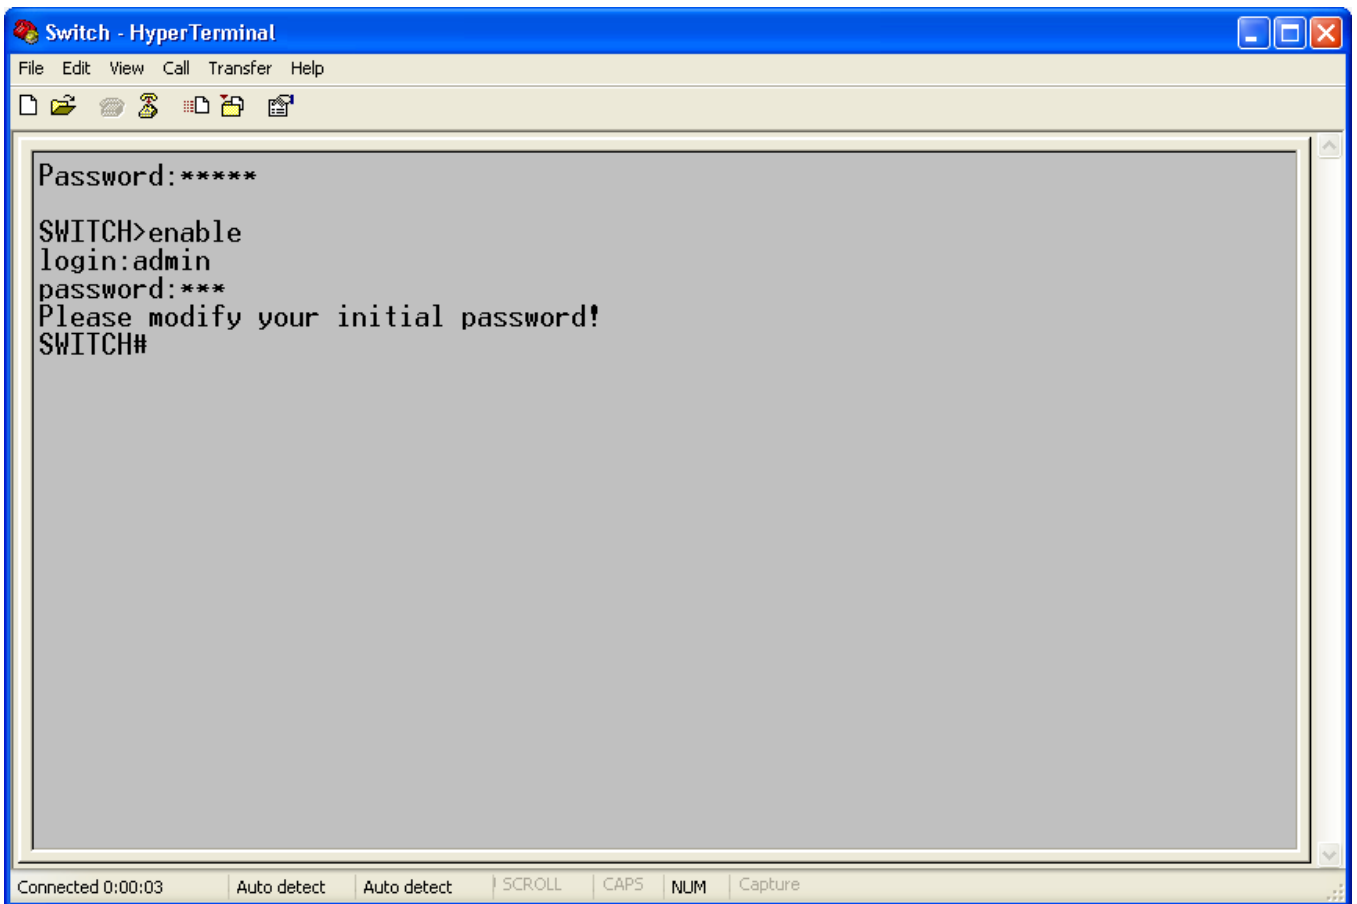 Switch - HyperTerminal
File Edit View Call Transfer Help
Password:*****
SWITCH>enable
login:admin
password:***
Please modify your initial password!
SWITCH#
Connected 0:00:03 Auto detect Auto detect SCROLL CAPS NUM Capture